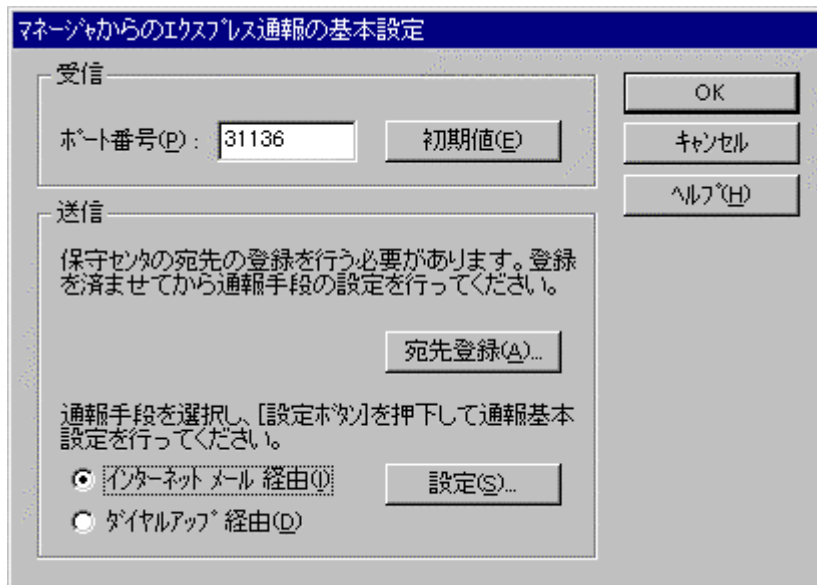 ﾏﾈｰｼﾞｬからのｴｸｽﾌﾟﾚｽ通報の基本設定
受信
ﾎﾟｰﾄ番号(P)： 31136 初期値(E)
OK
ｷｬﾝｾﾙ
ﾍﾙﾌﾟ(H)
送信
保守ｾﾝﾀの宛先の登録を行う必要があります。登録
を済ませてから通報手段の設定を行ってください。
宛先登録(A)...
通報手段を選択し、[設定ﾎﾞﾀﾝ]を押下して通報基本
設定を行ってください。
ｲﾝﾀｰﾈｯﾄ ﾒｰﾙ 経由(I)
設定(S)...
ﾀﾞｲﾔﾙｱｯﾌﾟ 経由(D)